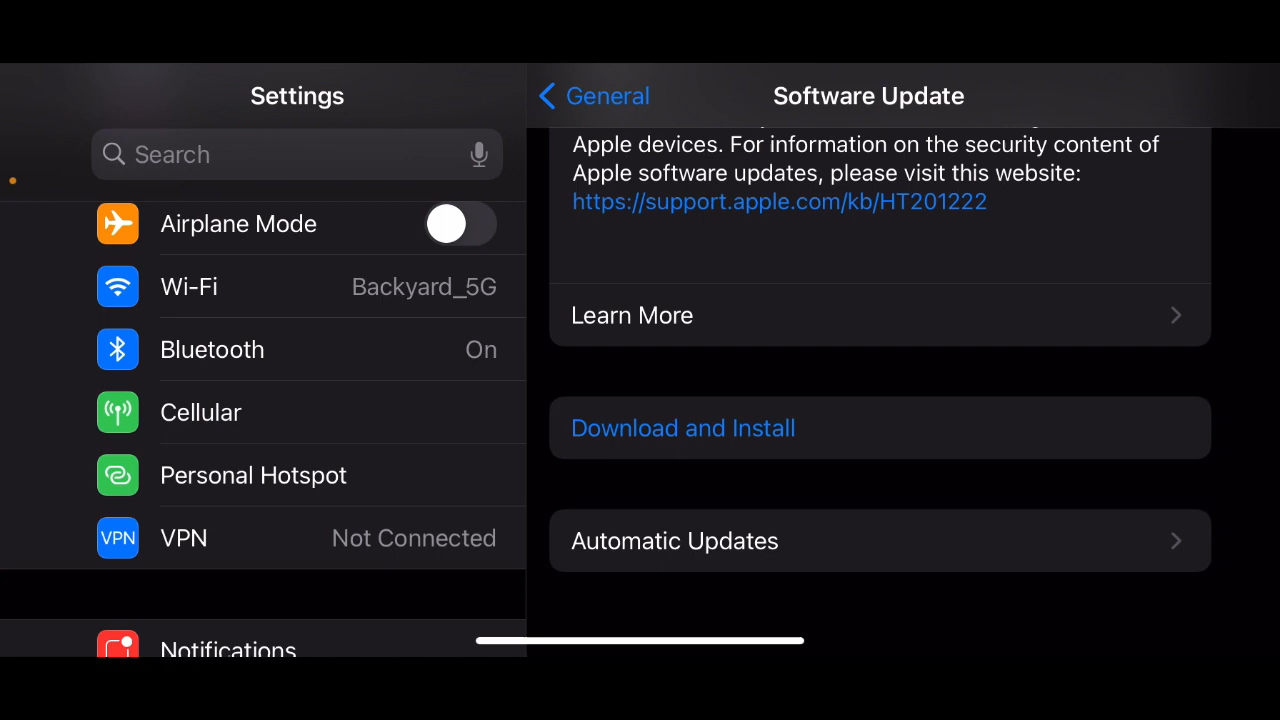 Settings
Search
Airplane Mode
Wi-Fi Backyard_5G
Bluetooth On
Cellular
Personal Hotspot
VPN VPN Not Connected
Notifications
General Software Update
Apple devices. For information on the security content of
Apple software updates, please visit this website:
https://support.apple.com/kb/HT201222
Learn More
Download and Install
Automatic Updates